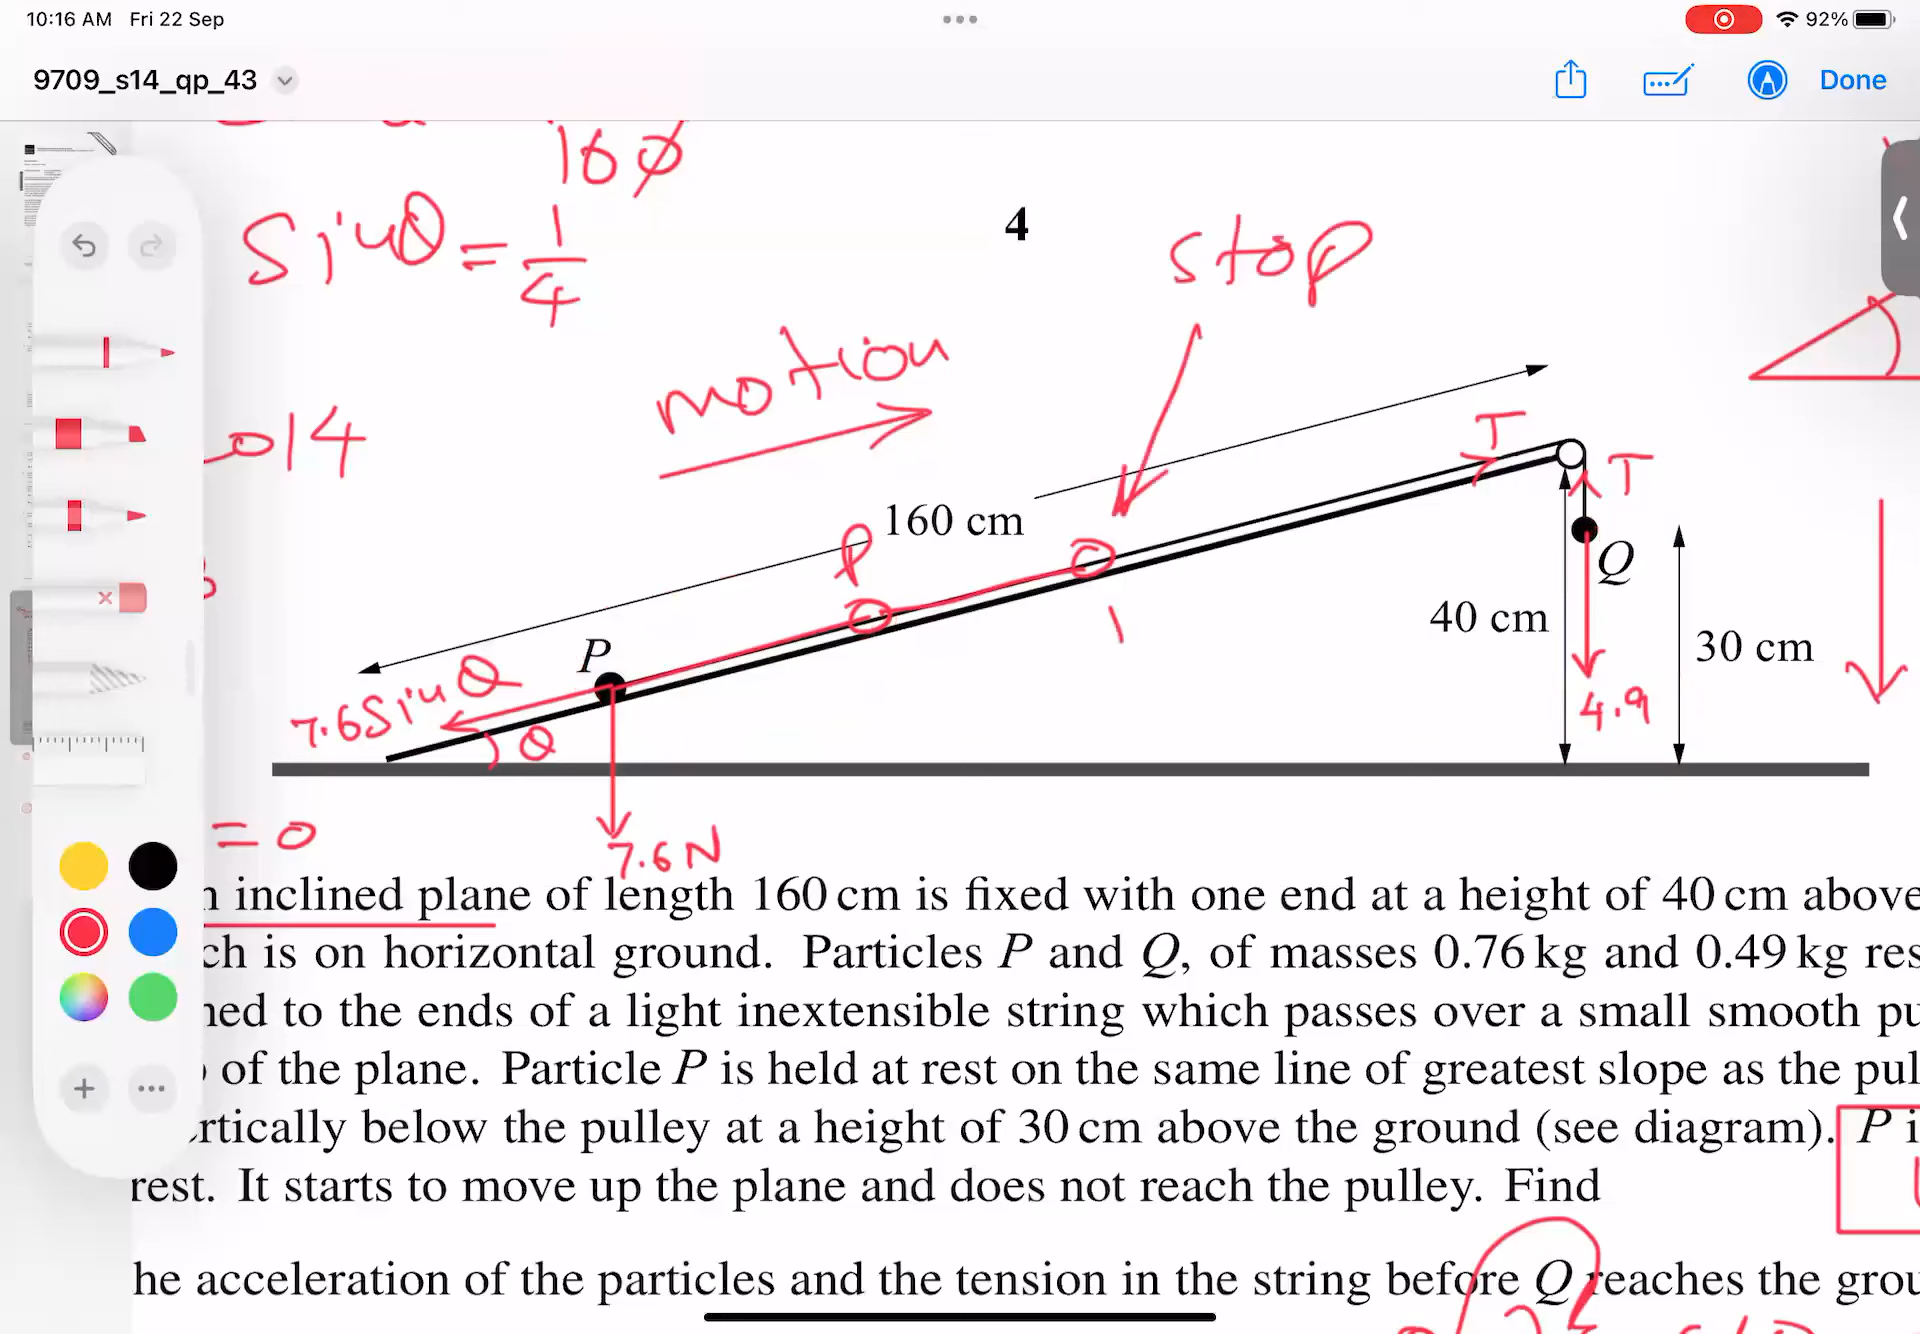 10:16 AM Fri 22 Sep
92%
9709_s14_qp_43
Done
160
sinθ = 1/4
4
stop
motion
014
T
T
160 cm
P
Q
40 cm
30 cm
P
7.6sinθ
θ
4.9
= 0
7.6N
inclined plane of length 160 cm is fixed with one end at a height of 40 cm above
ch is on horizontal ground. Particles P and Q, of masses 0.76 kg and 0.49 kg res
hed to the ends of a light inextensible string which passes over a small smooth pu
of the plane. Particle P is held at rest on the same line of greatest slope as the pul
rtically below the pulley at a height of 30 cm above the ground (see diagram). P i
rest. It starts to move up the plane and does not reach the pulley. Find
he acceleration of the particles and the tension in the string before Q reaches the grou